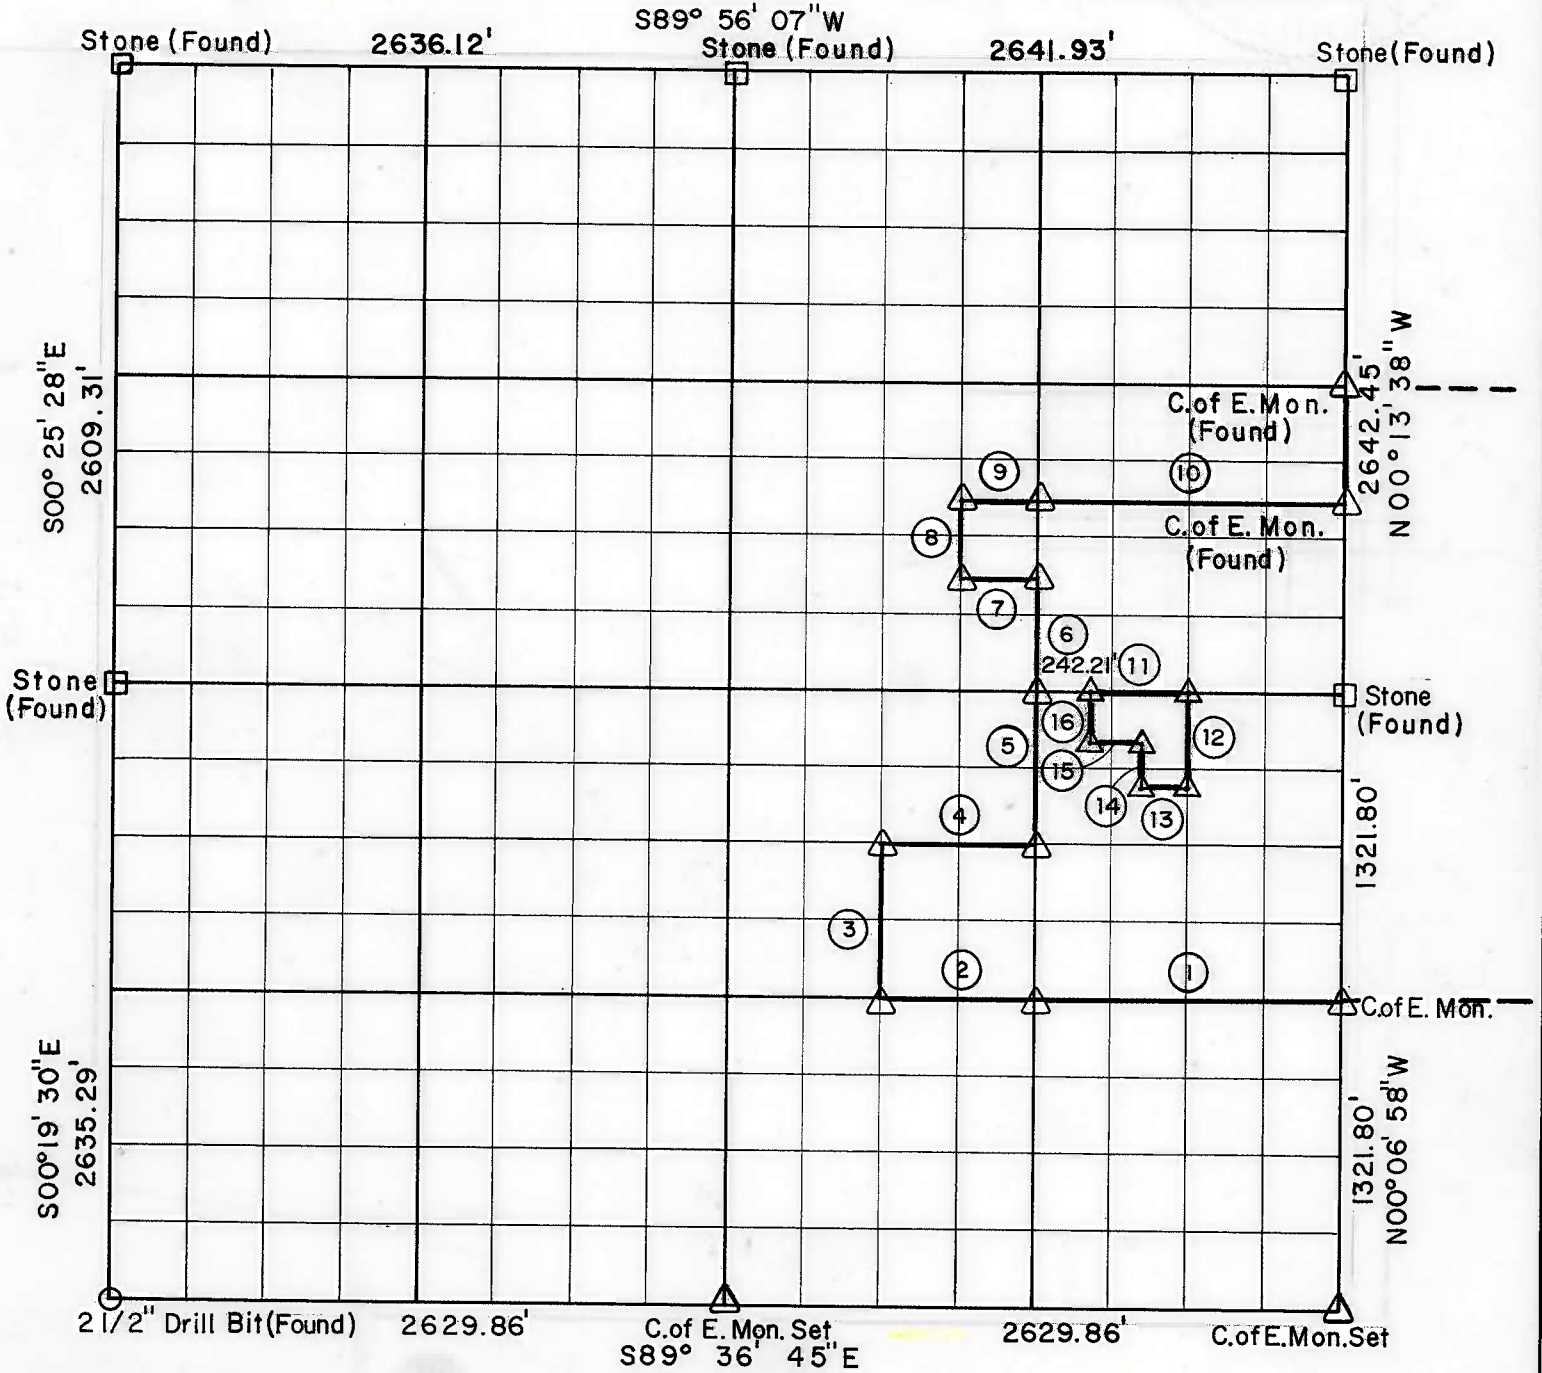 S89° 56' 07"W
Stone (Found)
2636.12'
Stone (Found)
2641.93'
Stone (Found)
S00° 25' 28"E
2609.31'
2642.45'
N00°13' 38"W
C.of E. Mon.
(Found)
9
10
C.of E. Mon.
(Found)
8
7
6
242.21'
11
Stone
(Found)
Stone
(Found)
16
12
5
15
14
13
4
1321.80'
3
2
1
C.of E. Mon.
S00°19' 30"E
2635.29'
1321.80'
N00°06' 58"W
2 1/2" Drill Bit (Found)
2629.86'
C.of E. Mon. Set
2629.86'
C.of E. Mon. Set
S89° 36' 45"E